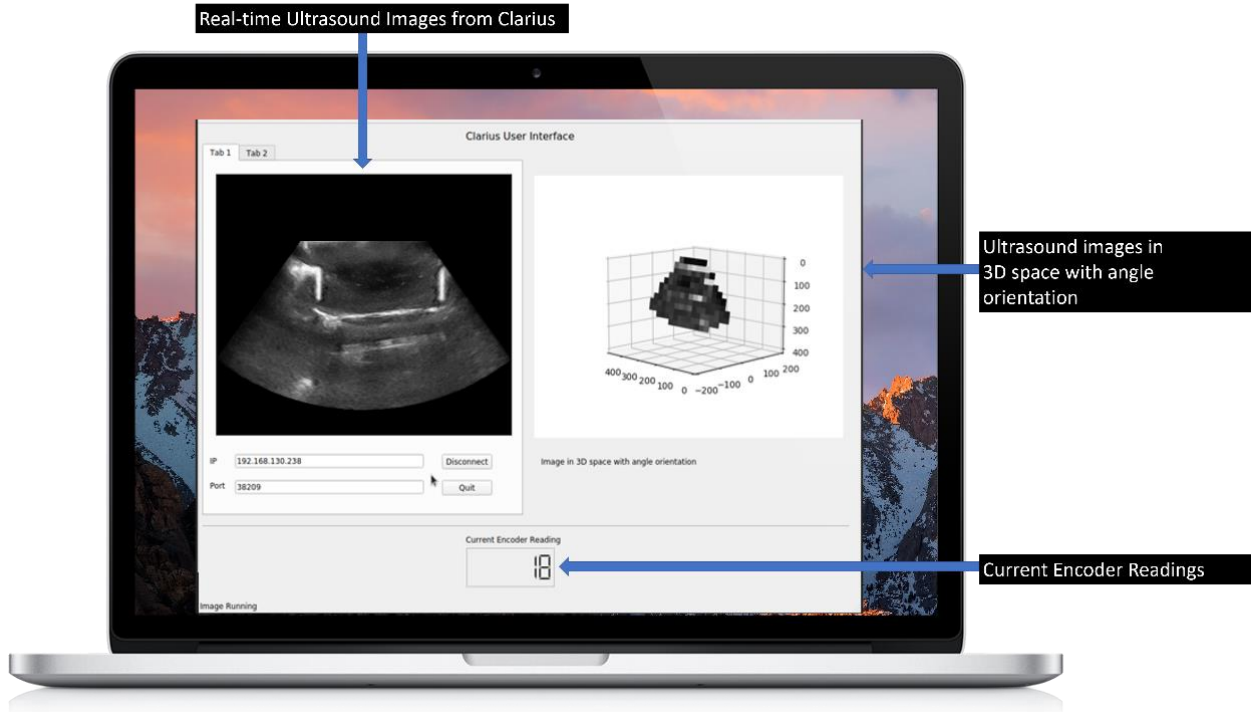 Real-time Ultrasound Images from Clarius
Clarius User Interface
Tab 1 Tab 2
Ultrasound images in
3D space with angle
orientation
0
100
200
300
400
400 300 200 100 0 −200 −100 0 100 200
IP 192.168.130.238 Disconnect
Image in 3D space with angle orientation
Port 38209 Quit
Current Encoder Reading
18
Current Encoder Readings
Image Running